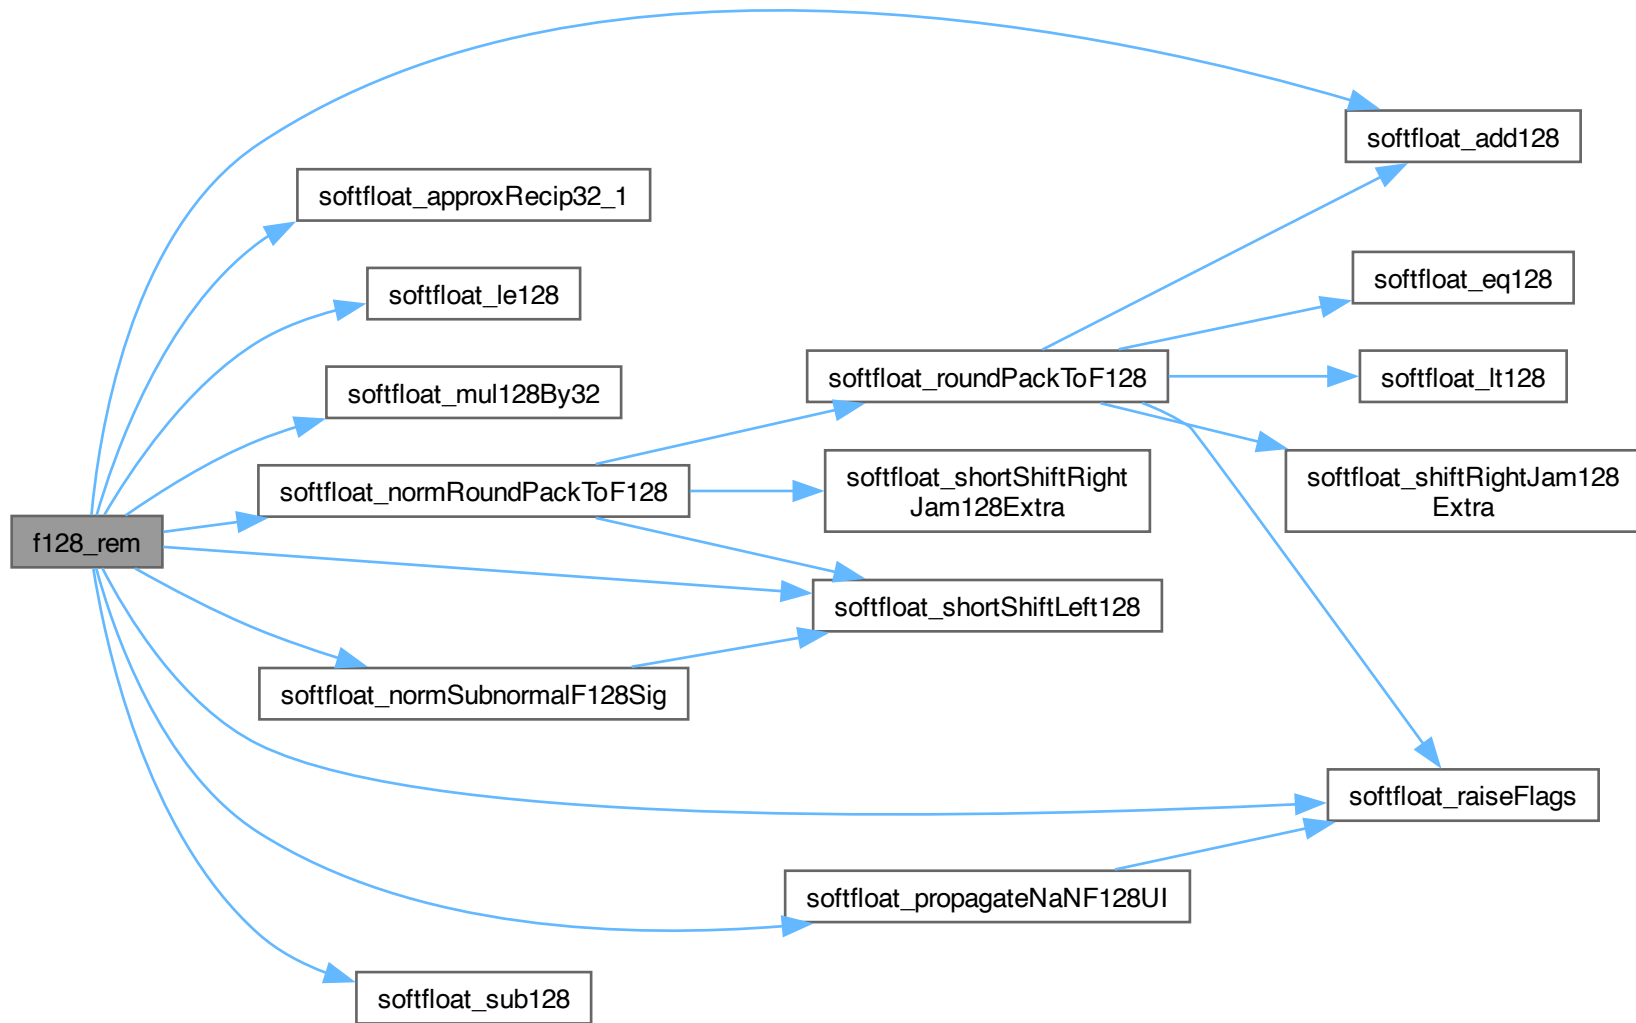 softfloat_add128
softfloat_approxRecip32_1
softfloat_le128
softfloat_eq128
softfloat_mul128By32
softfloat_roundPackToF128
softfloat_lt128
softfloat_normRoundPackToF128
softfloat_shortShiftRight
Jam128Extra
softfloat_shiftRightJam128
Extra
f128_rem
softfloat_shortShiftLeft128
softfloat_normSubnormalF128Sig
softfloat_raiseFlags
softfloat_propagateNaNF128UI
softfloat_sub128